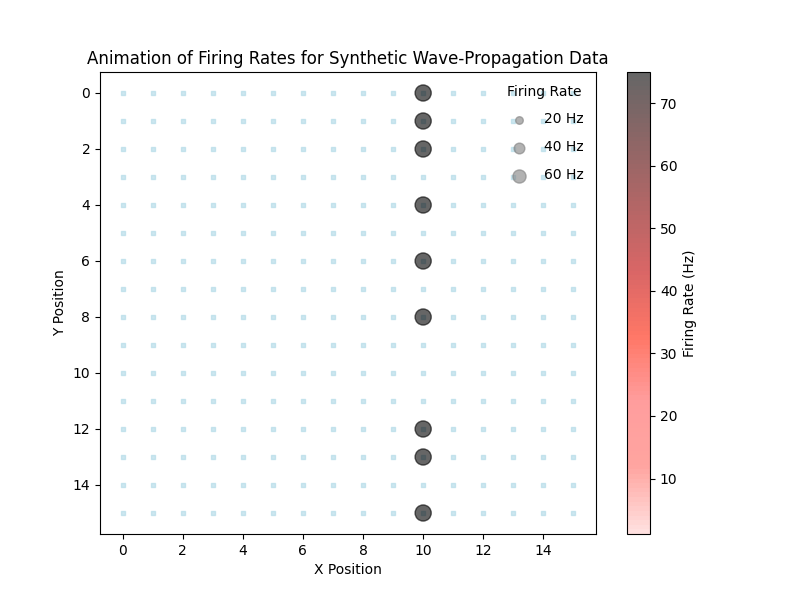 Animation of Firing Rates for Synthetic Wave-Propagation Data
Firing Rate
20 Hz
40 Hz
60 Hz
0
2
4
6
8
10
12
14
Y Position
0 2 4 6 8 10 12 14
X Position
70
60
50
40
30
20
10
Firing Rate (Hz)